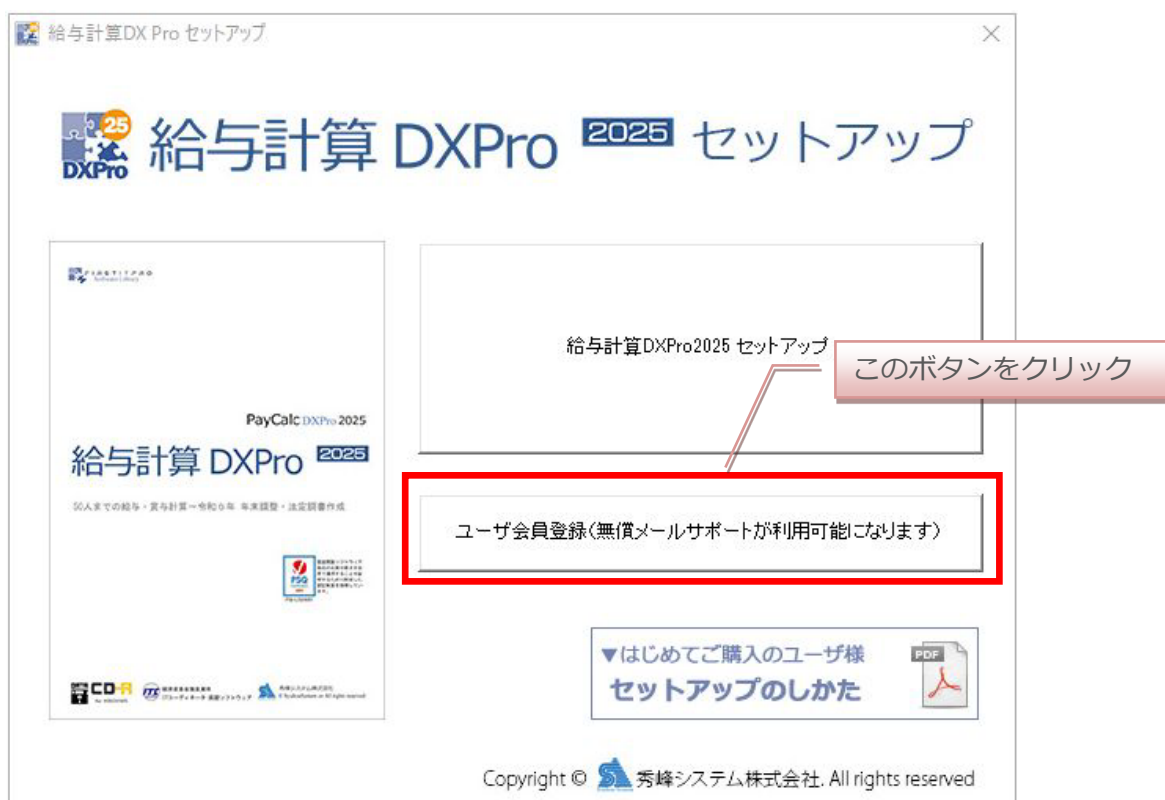 給与計算DX Pro セットアップ
25
DXPro
給与計算 DXPro 2025 セットアップ
給与計算DXPro2025 セットアップ
このボタンをクリック
PayCalc DXPro 2025
給与計算 DXPro 2025
50人までの給与・賞与計算～令和6年 年末調整・法定調書作成
ユーザ会員登録(無償メールサポートが利用可能になります)
PSQ
▼はじめてご購入のユーザ様
セットアップのしかた
PDF
CD-R
ITC
Copyright © 秀峰システム株式会社. All rights reserved